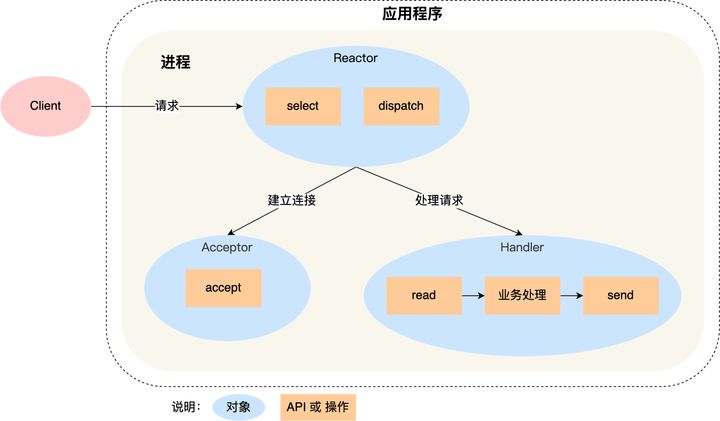 应用程序
进程
Reactor
Client
请求
select
dispatch
建立连接
处理请求
Acceptor
Handler
accept
read
业务处理
send
说明：
对象
API 或 操作